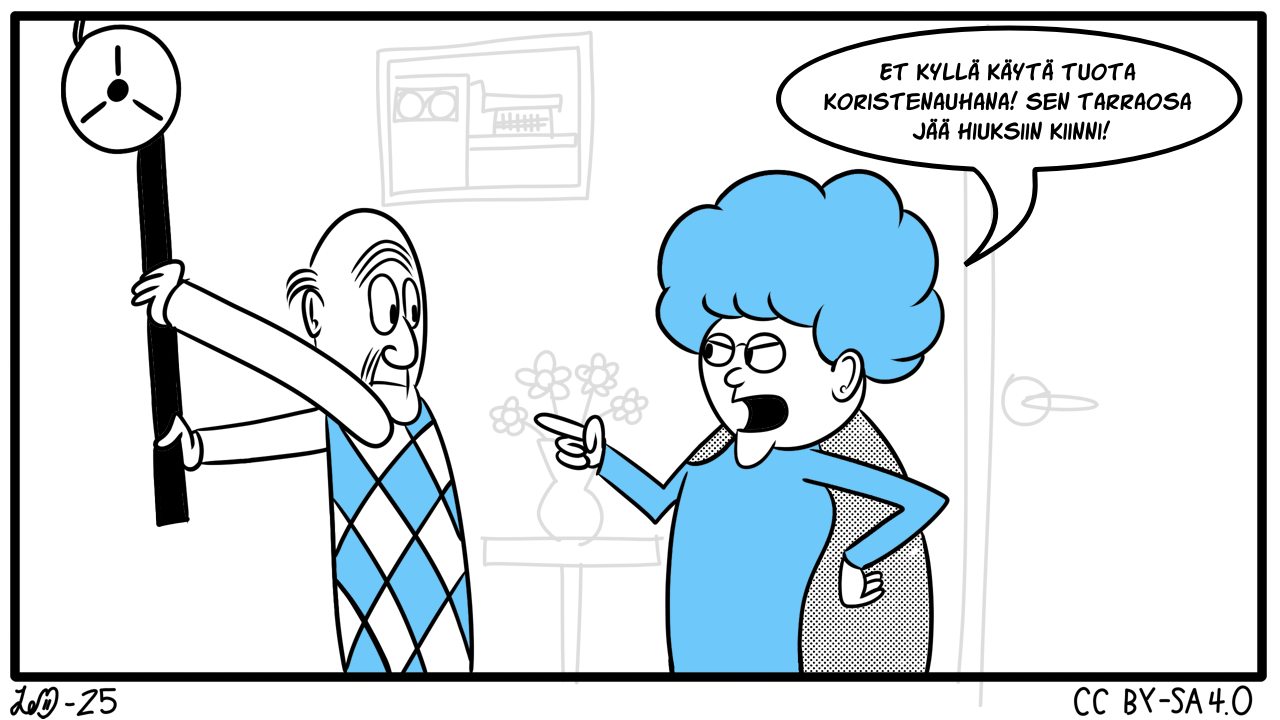 ET KYLLÄ KÄYTÄ TUOTA
KORISTENAUHANA! SEN TARRAOSA
JÄÄ HIUKSIIN KIINNI!
-25
CC BY-SA 4.0